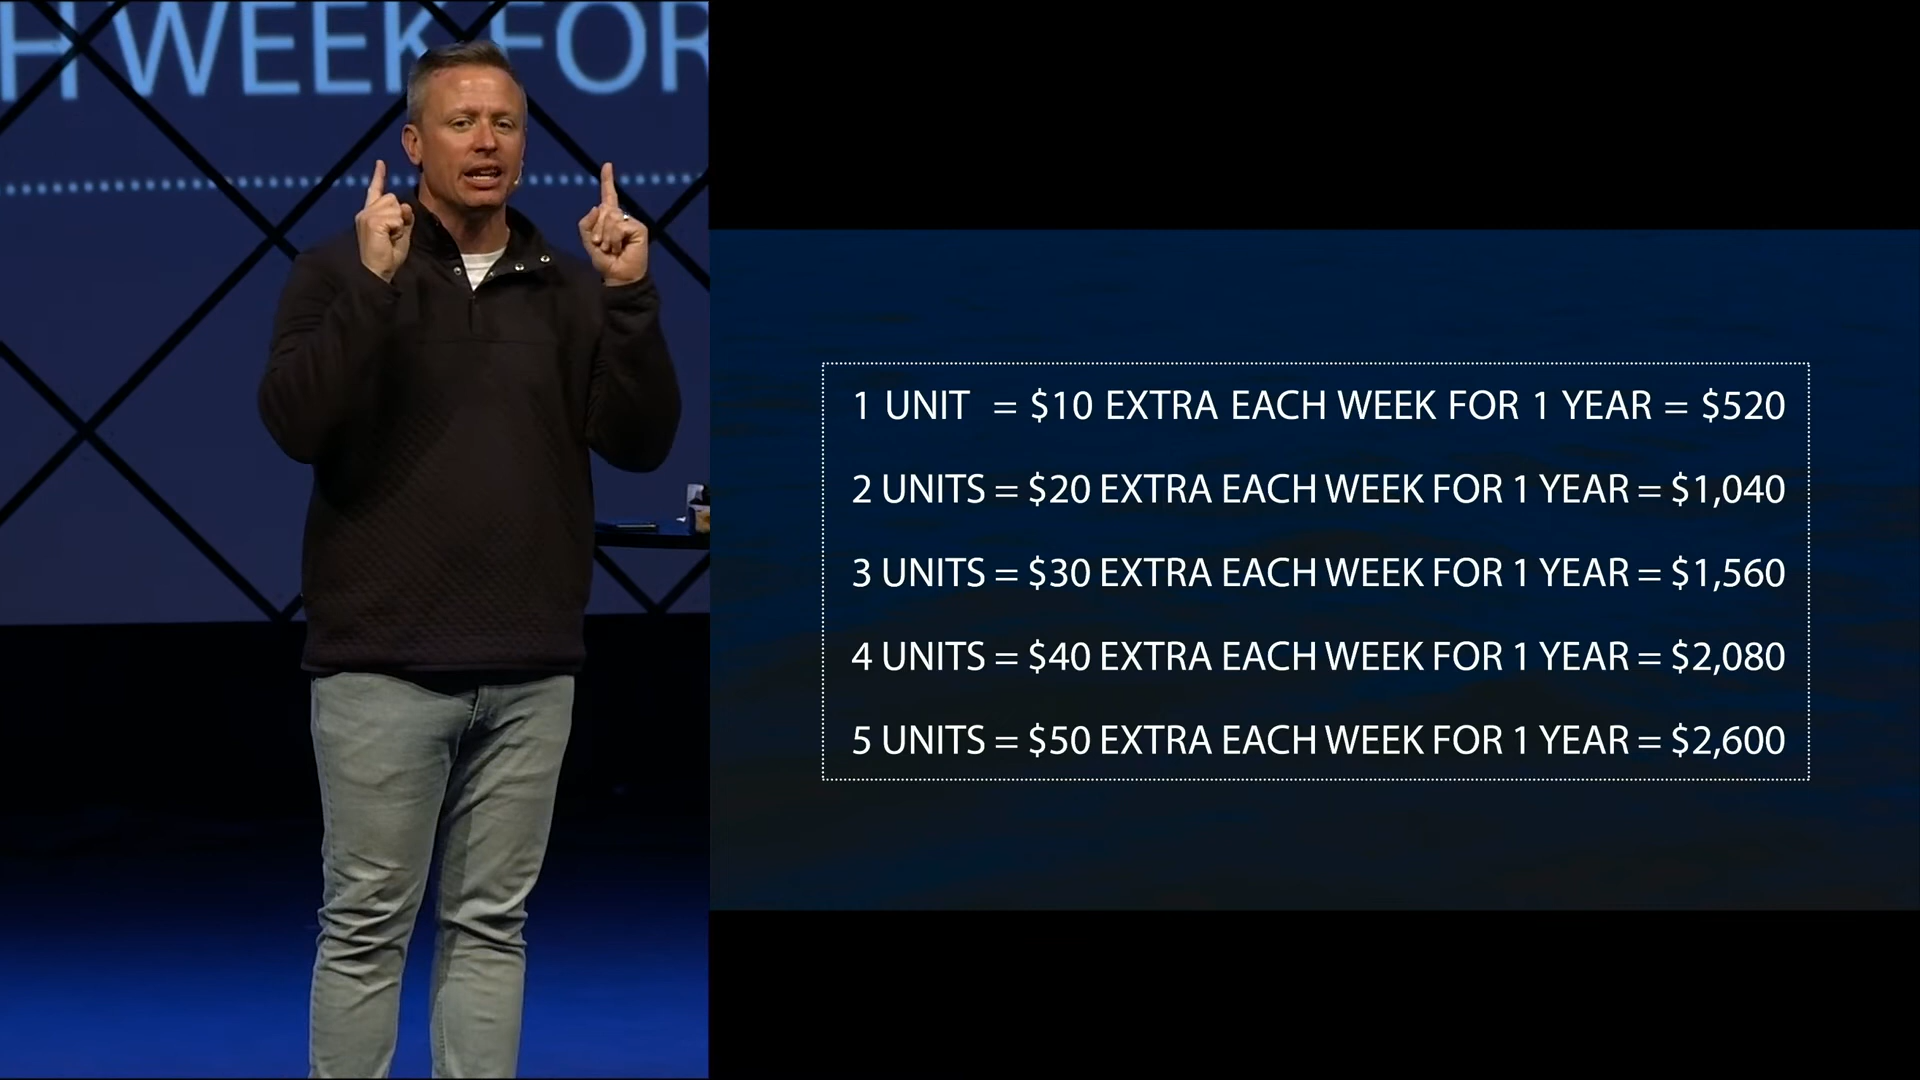 H WEEK FOR
1 UNIT = $10 EXTRA EACH WEEK FOR 1 YEAR = $520
2 UNITS = $20 EXTRA EACH WEEK FOR 1 YEAR = $1,040
3 UNITS = $30 EXTRA EACH WEEK FOR 1 YEAR = $1,560
4 UNITS = $40 EXTRA EACH WEEK FOR 1 YEAR = $2,080
5 UNITS = $50 EXTRA EACH WEEK FOR 1 YEAR = $2,600